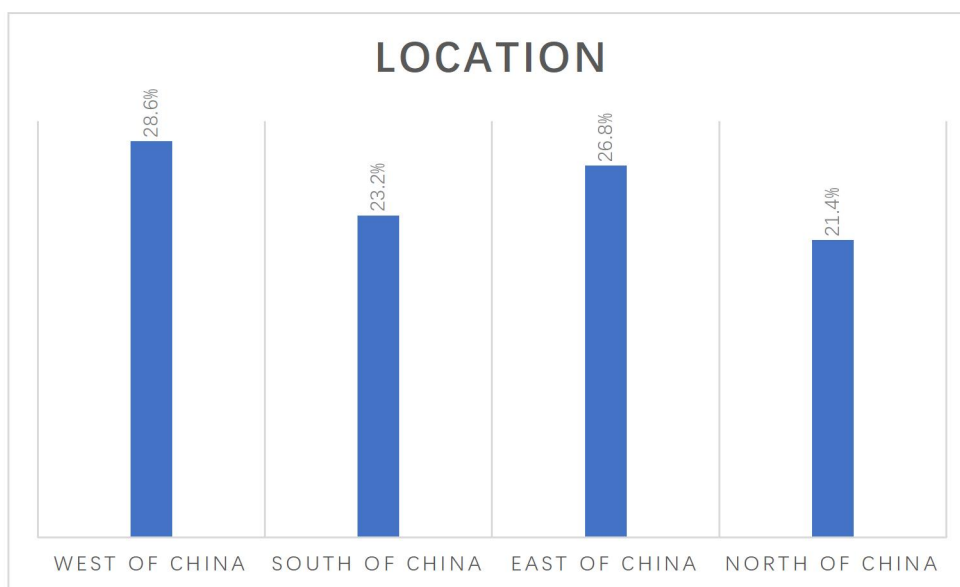 LOCATION
28.6%
23.2%
26.8%
21.4%
WEST OF CHINA
SOUTH OF CHINA
EAST OF CHINA
NORTH OF CHINA